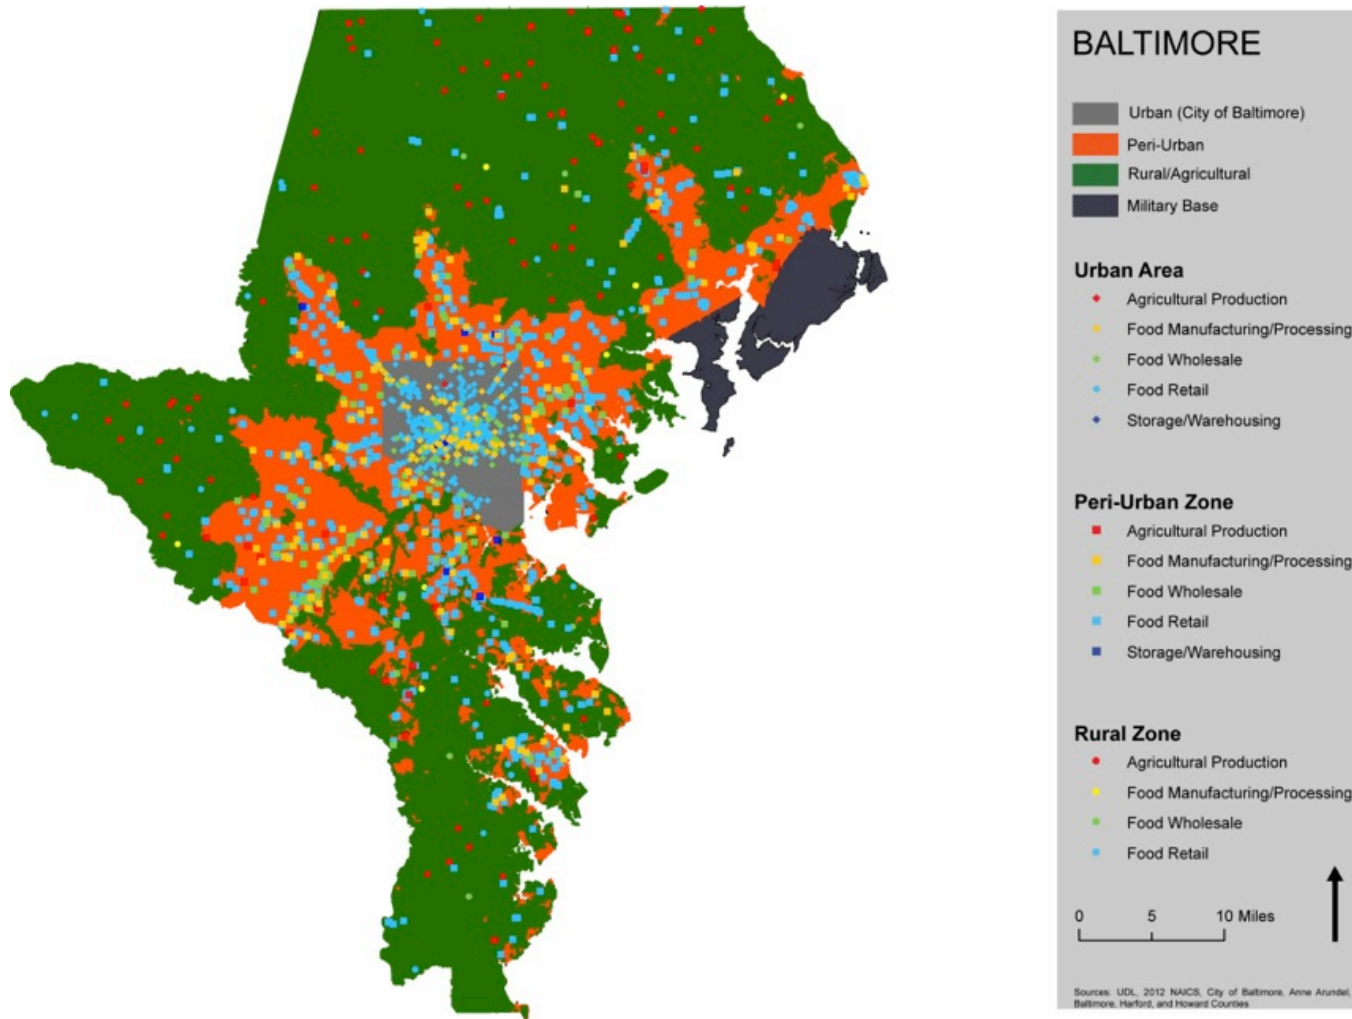 BALTIMORE
Urban (City of Baltimore)
Peri-Urban
Rural/Agricultural
Military Base
Urban Area
Agricultural Production
Food Manufacturing/Processing
Food Wholesale
Food Retail
Storage/Warehousing
Peri-Urban Zone
Agricultural Production
Food Manufacturing/Processing
Food Wholesale
Food Retail
Storage/Warehousing
Rural Zone
Agricultural Production
Food Manufacturing/Processing
Food Wholesale
Food Retail
0 5 10 Miles
Sources: UDL, 2012 NAICS, City of Baltimore, Anne Arundel,
Baltimore, Harford, and Howard Counties